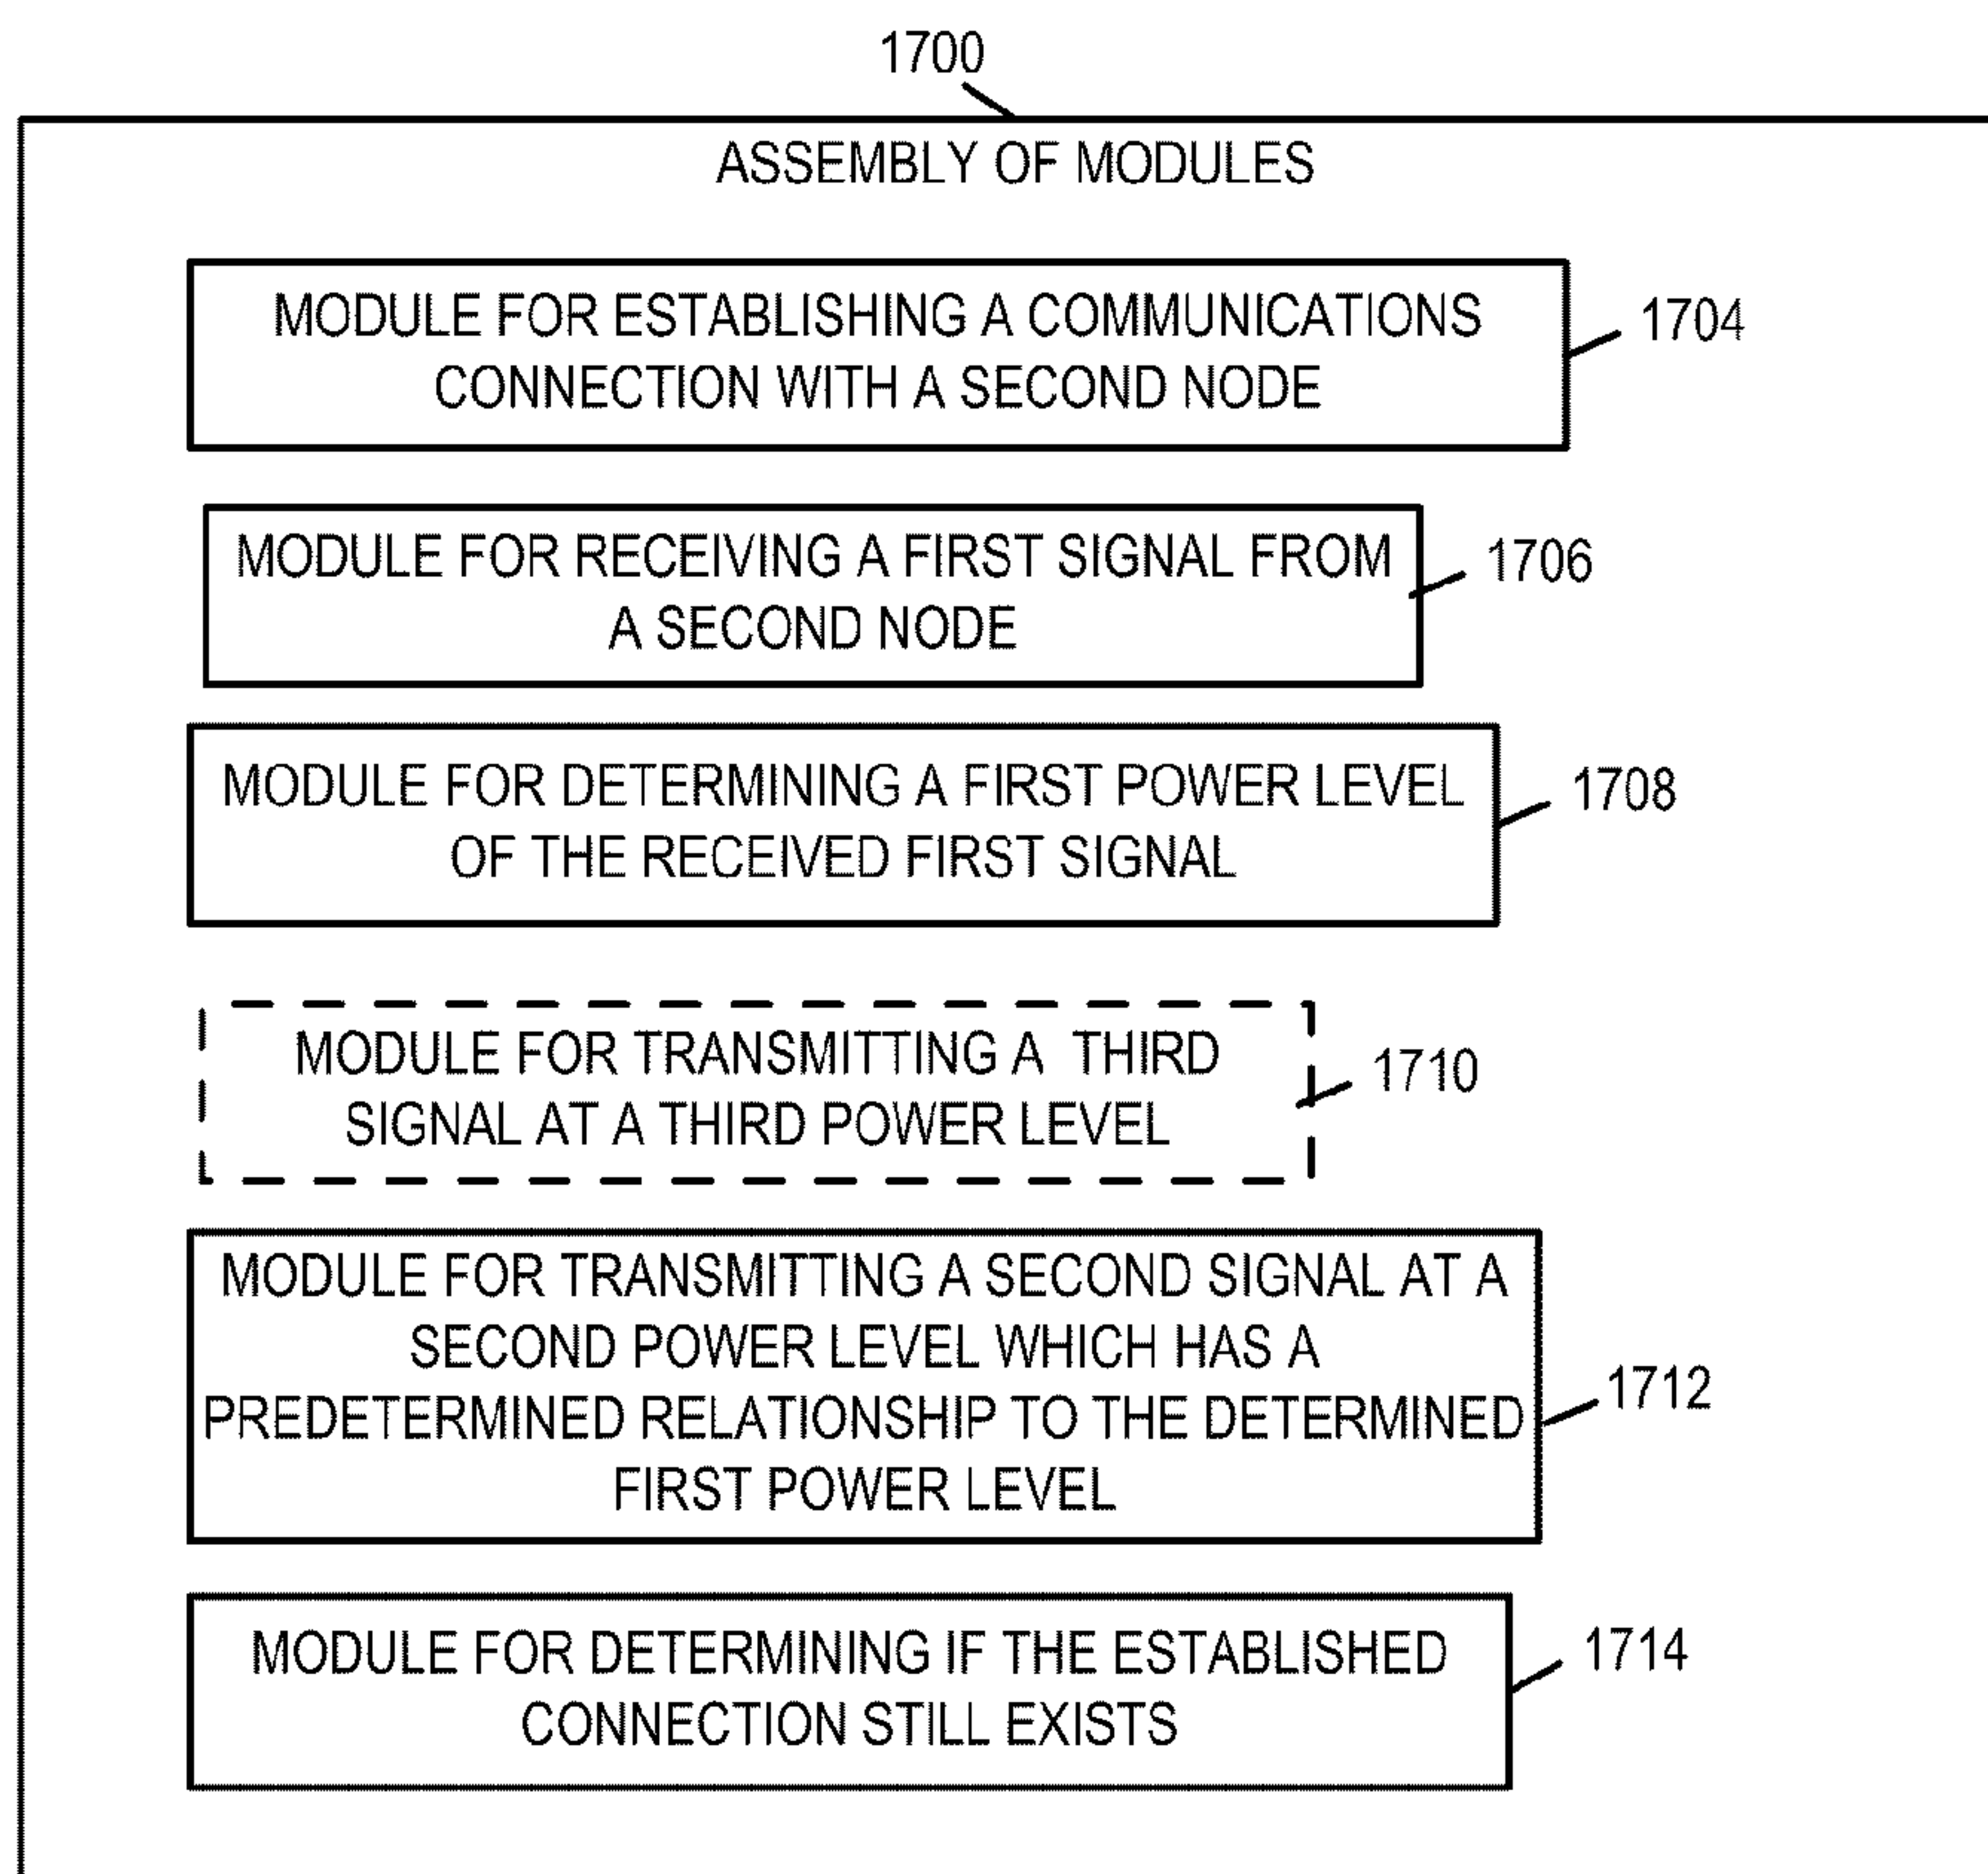 1700
ASSEMBLY OF MODULES
MODULE FOR ESTABLISHING A COMMUNICATIONS
CONNECTION WITH A SECOND NODE
1704
MODULE FOR RECEIVING A FIRST SIGNAL FROM
A SECOND NODE
1706
MODULE FOR DETERMINING A FIRST POWER LEVEL
OF THE RECEIVED FIRST SIGNAL
1708
MODULE FOR TRANSMITTING A THIRD
SIGNAL AT A THIRD POWER LEVEL
1710
MODULE FOR TRANSMITTING A SECOND SIGNAL AT A
SECOND POWER LEVEL WHICH HAS A
PREDETERMINED RELATIONSHIP TO THE DETERMINED
FIRST POWER LEVEL
1712
MODULE FOR DETERMINING IF THE ESTABLISHED
CONNECTION STILL EXISTS
1714